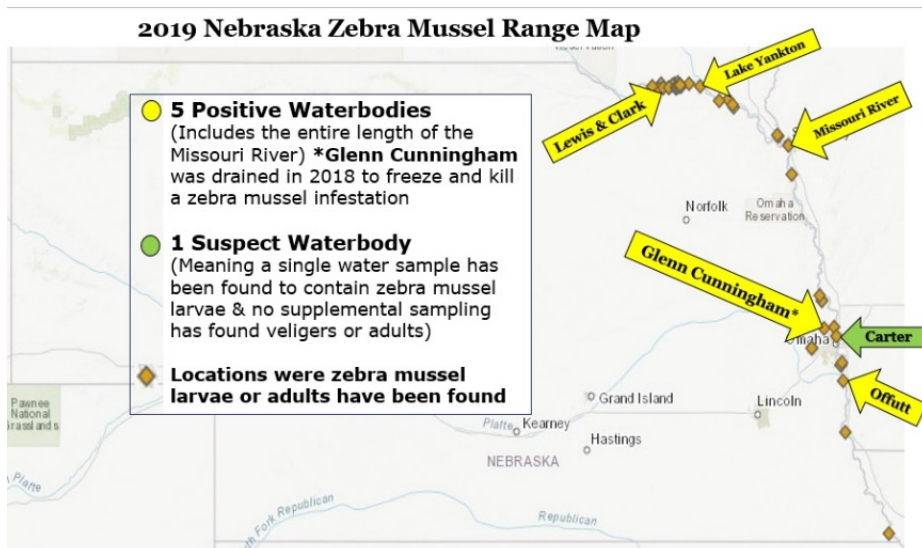 2019 Nebraska Zebra Mussel Range Map
Lake Yankton
Lewis & Clark
Missouri River
5 Positive Waterbodies
(Includes the entire length of the
Missouri River) *Glenn Cunningham
was drained in 2018 to freeze and kill
a zebra mussel infestation
1 Suspect Waterbody
(Meaning a single water sample has
been found to contain zebra mussel
larvae & no supplemental sampling
has found veligers or adults)
Locations were zebra mussel
larvae or adults have been found
Norfolk
Omaha
Reservation
Glenn Cunningham*
Carter
Omaha
Offutt
Pawnee
National
Grasslands
Grand Island
Lincoln
Platte
Kearney
Hastings
NEBRASKA
Platte
Fork Republican
Republican